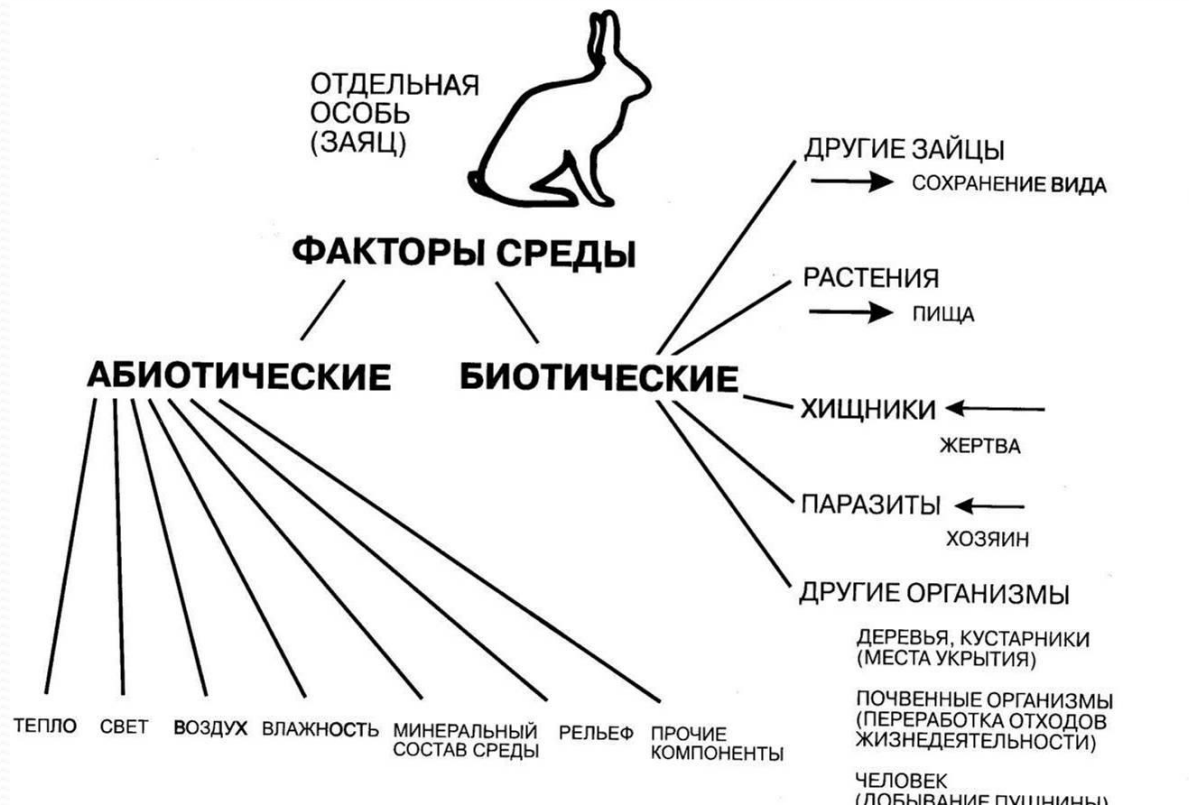 ОТДЕЛЬНАЯ
ОСОБЬ
(ЗАЯЦ)
ФАКТОРЫ СРЕДЫ
АБИОТИЧЕСКИЕ
БИОТИЧЕСКИЕ
ДРУГИЕ ЗАЙЦЫ
СОХРАНЕНИЕ ВИДА
РАСТЕНИЯ
ПИЩА
ХИЩНИКИ
ЖЕРТВА
ПАРАЗИТЫ
ХОЗЯИН
ДРУГИЕ ОРГАНИЗМЫ
ДЕРЕВЬЯ, КУСТАРНИКИ
(МЕСТА УКРЫТИЯ)
ПОЧВЕННЫЕ ОРГАНИЗМЫ
(ПЕРЕРАБОТКА ОТХОДОВ
ЖИЗНЕДЕЯТЕЛЬНОСТИ)
ЧЕЛОВЕК
(ДОБЫВАНИЕ ПУШНИНЫ)
ТЕПЛО
СВЕТ
ВОЗДУХ
ВЛАЖНОСТЬ
МИНЕРАЛЬНЫЙ
СОСТАВ СРЕДЫ
РЕЛЬЕФ
ПРОЧИЕ
КОМПОНЕНТЫ